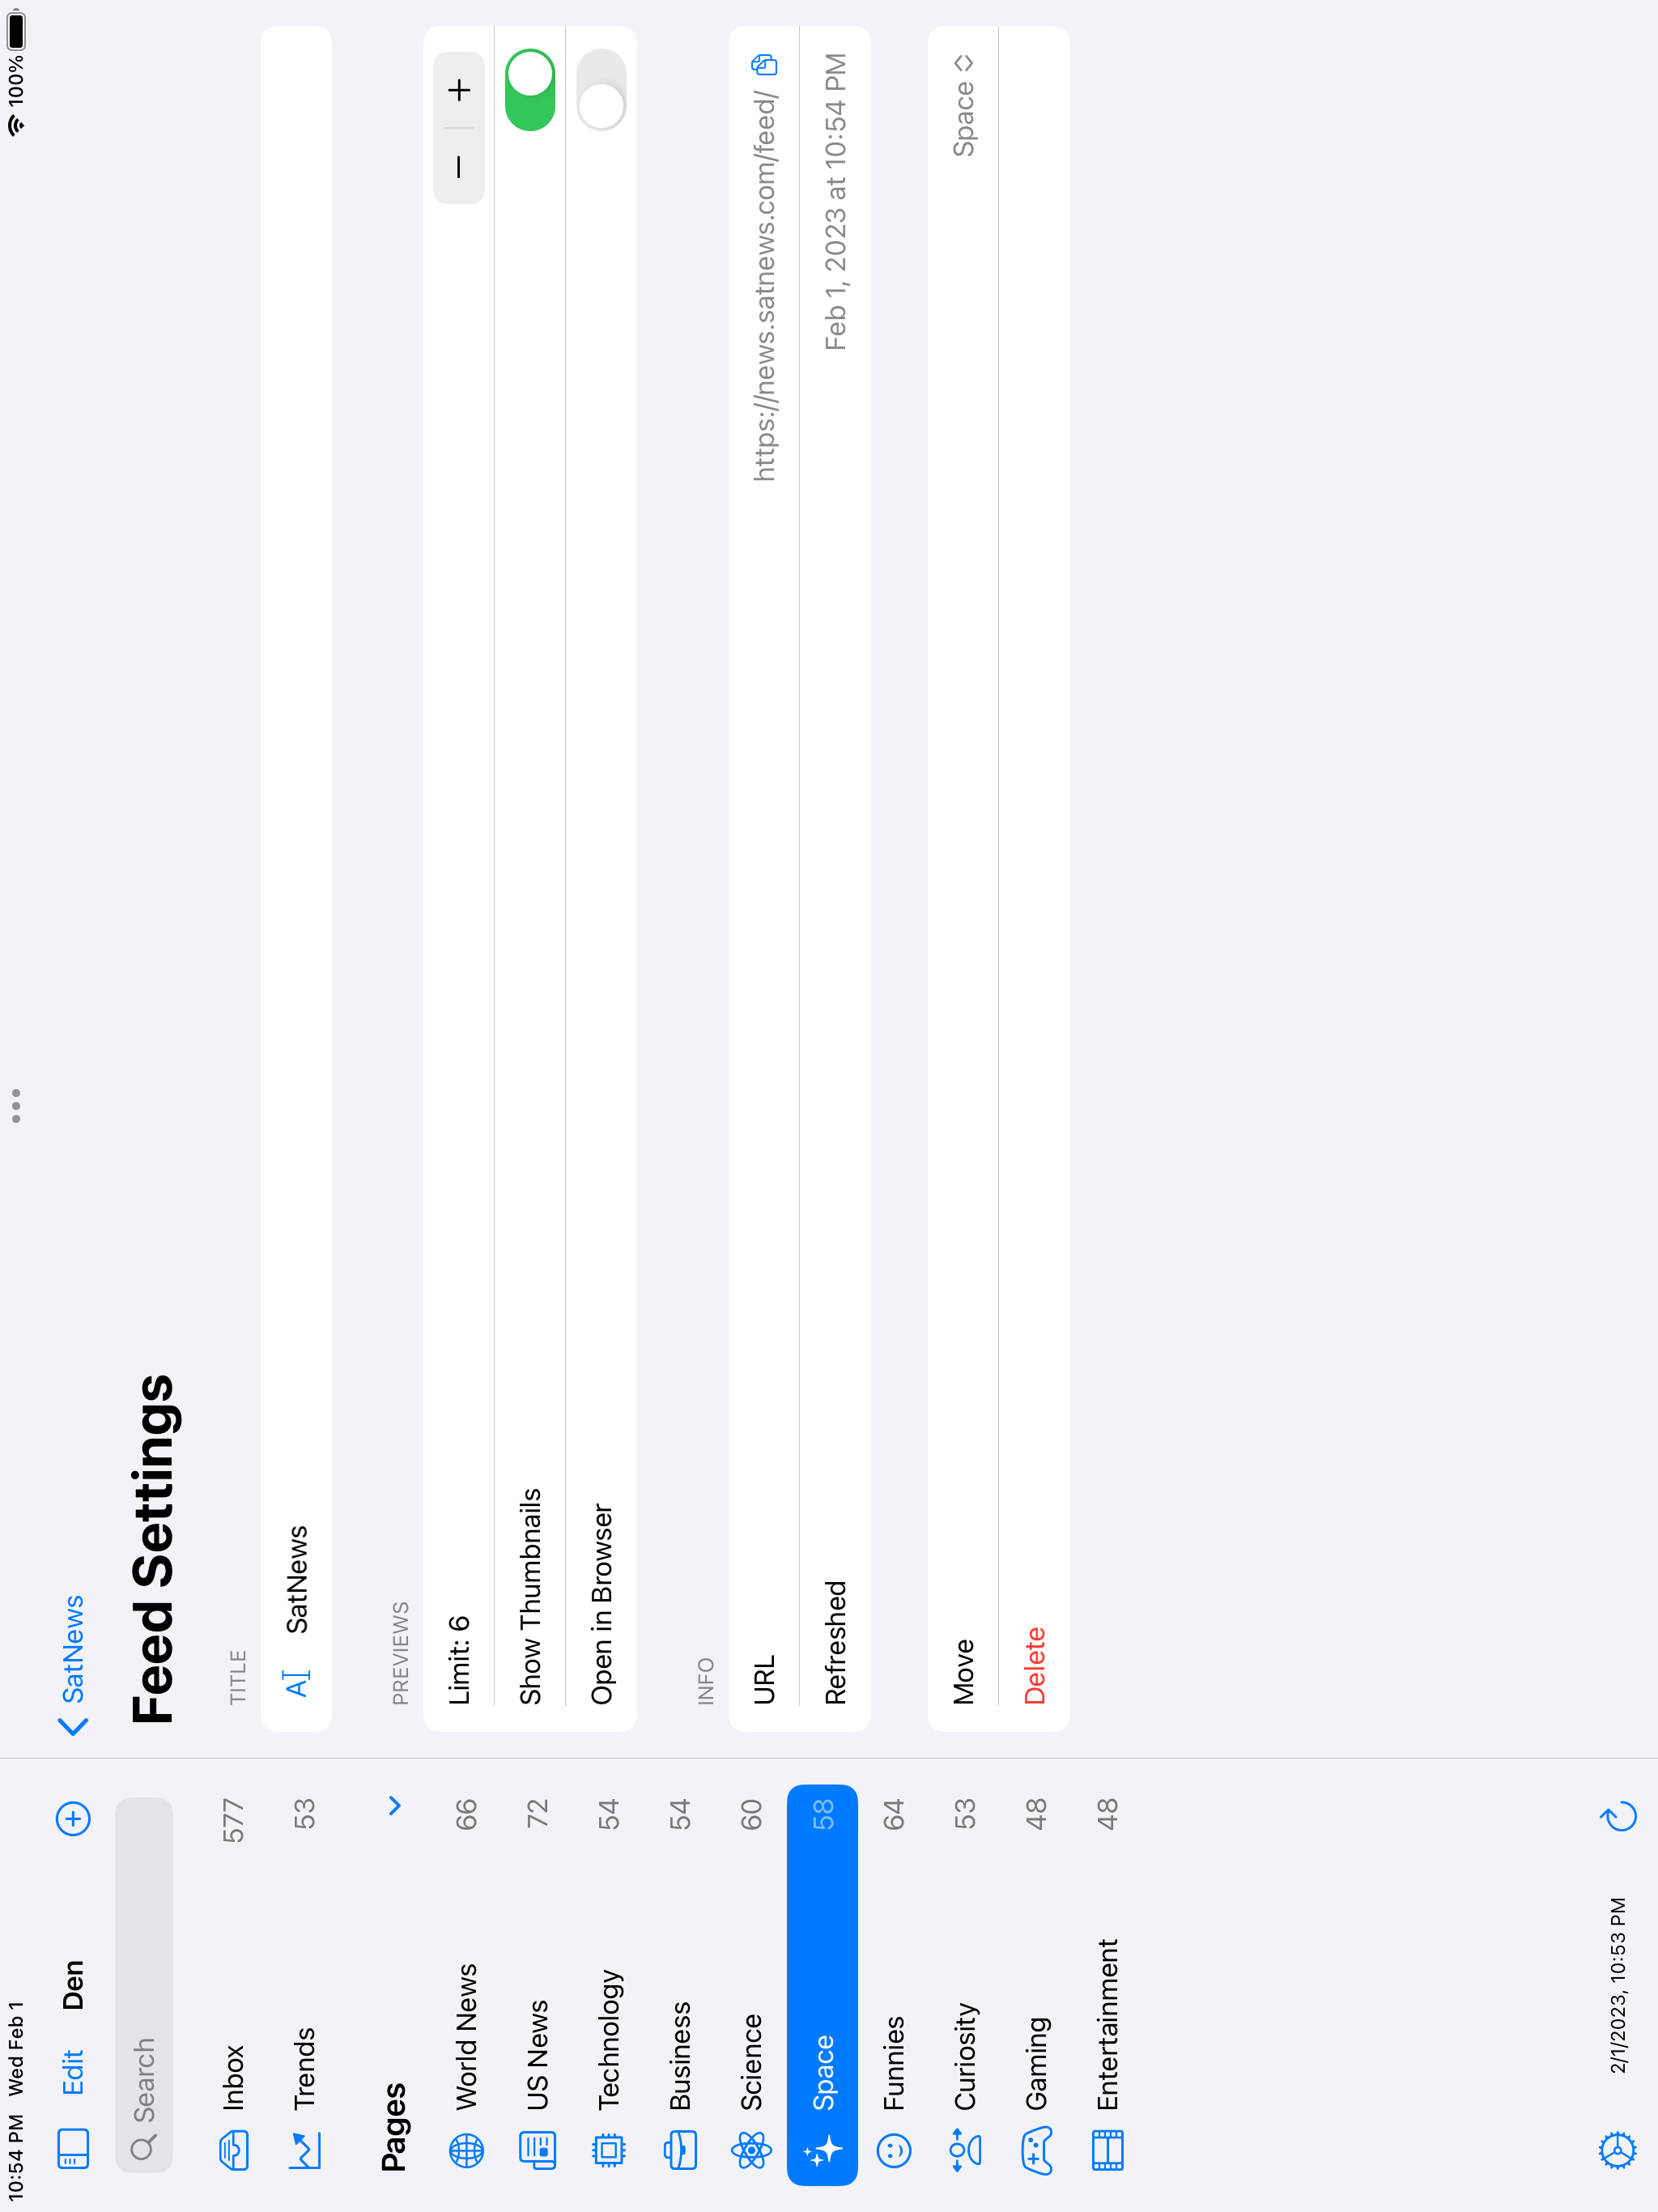 10:54 PM Wed Feb 1
100%
Edit Den
Search
Inbox 577
Trends 53
Pages
World News 66
US News 72
Technology 54
Business 54
Science 60
Space 58
Funnies 64
Curiosity 53
Gaming 48
Entertainment 48
2/1/2023, 10:53 PM
SatNews
Feed Settings
TITLE
SatNews
PREVIEWS
Limit: 6
Show Thumbnails
Open in Browser
INFO
URL https://news.satnews.com/feed/
Refreshed Feb 1, 2023 at 10:54 PM
Move Space
Delete